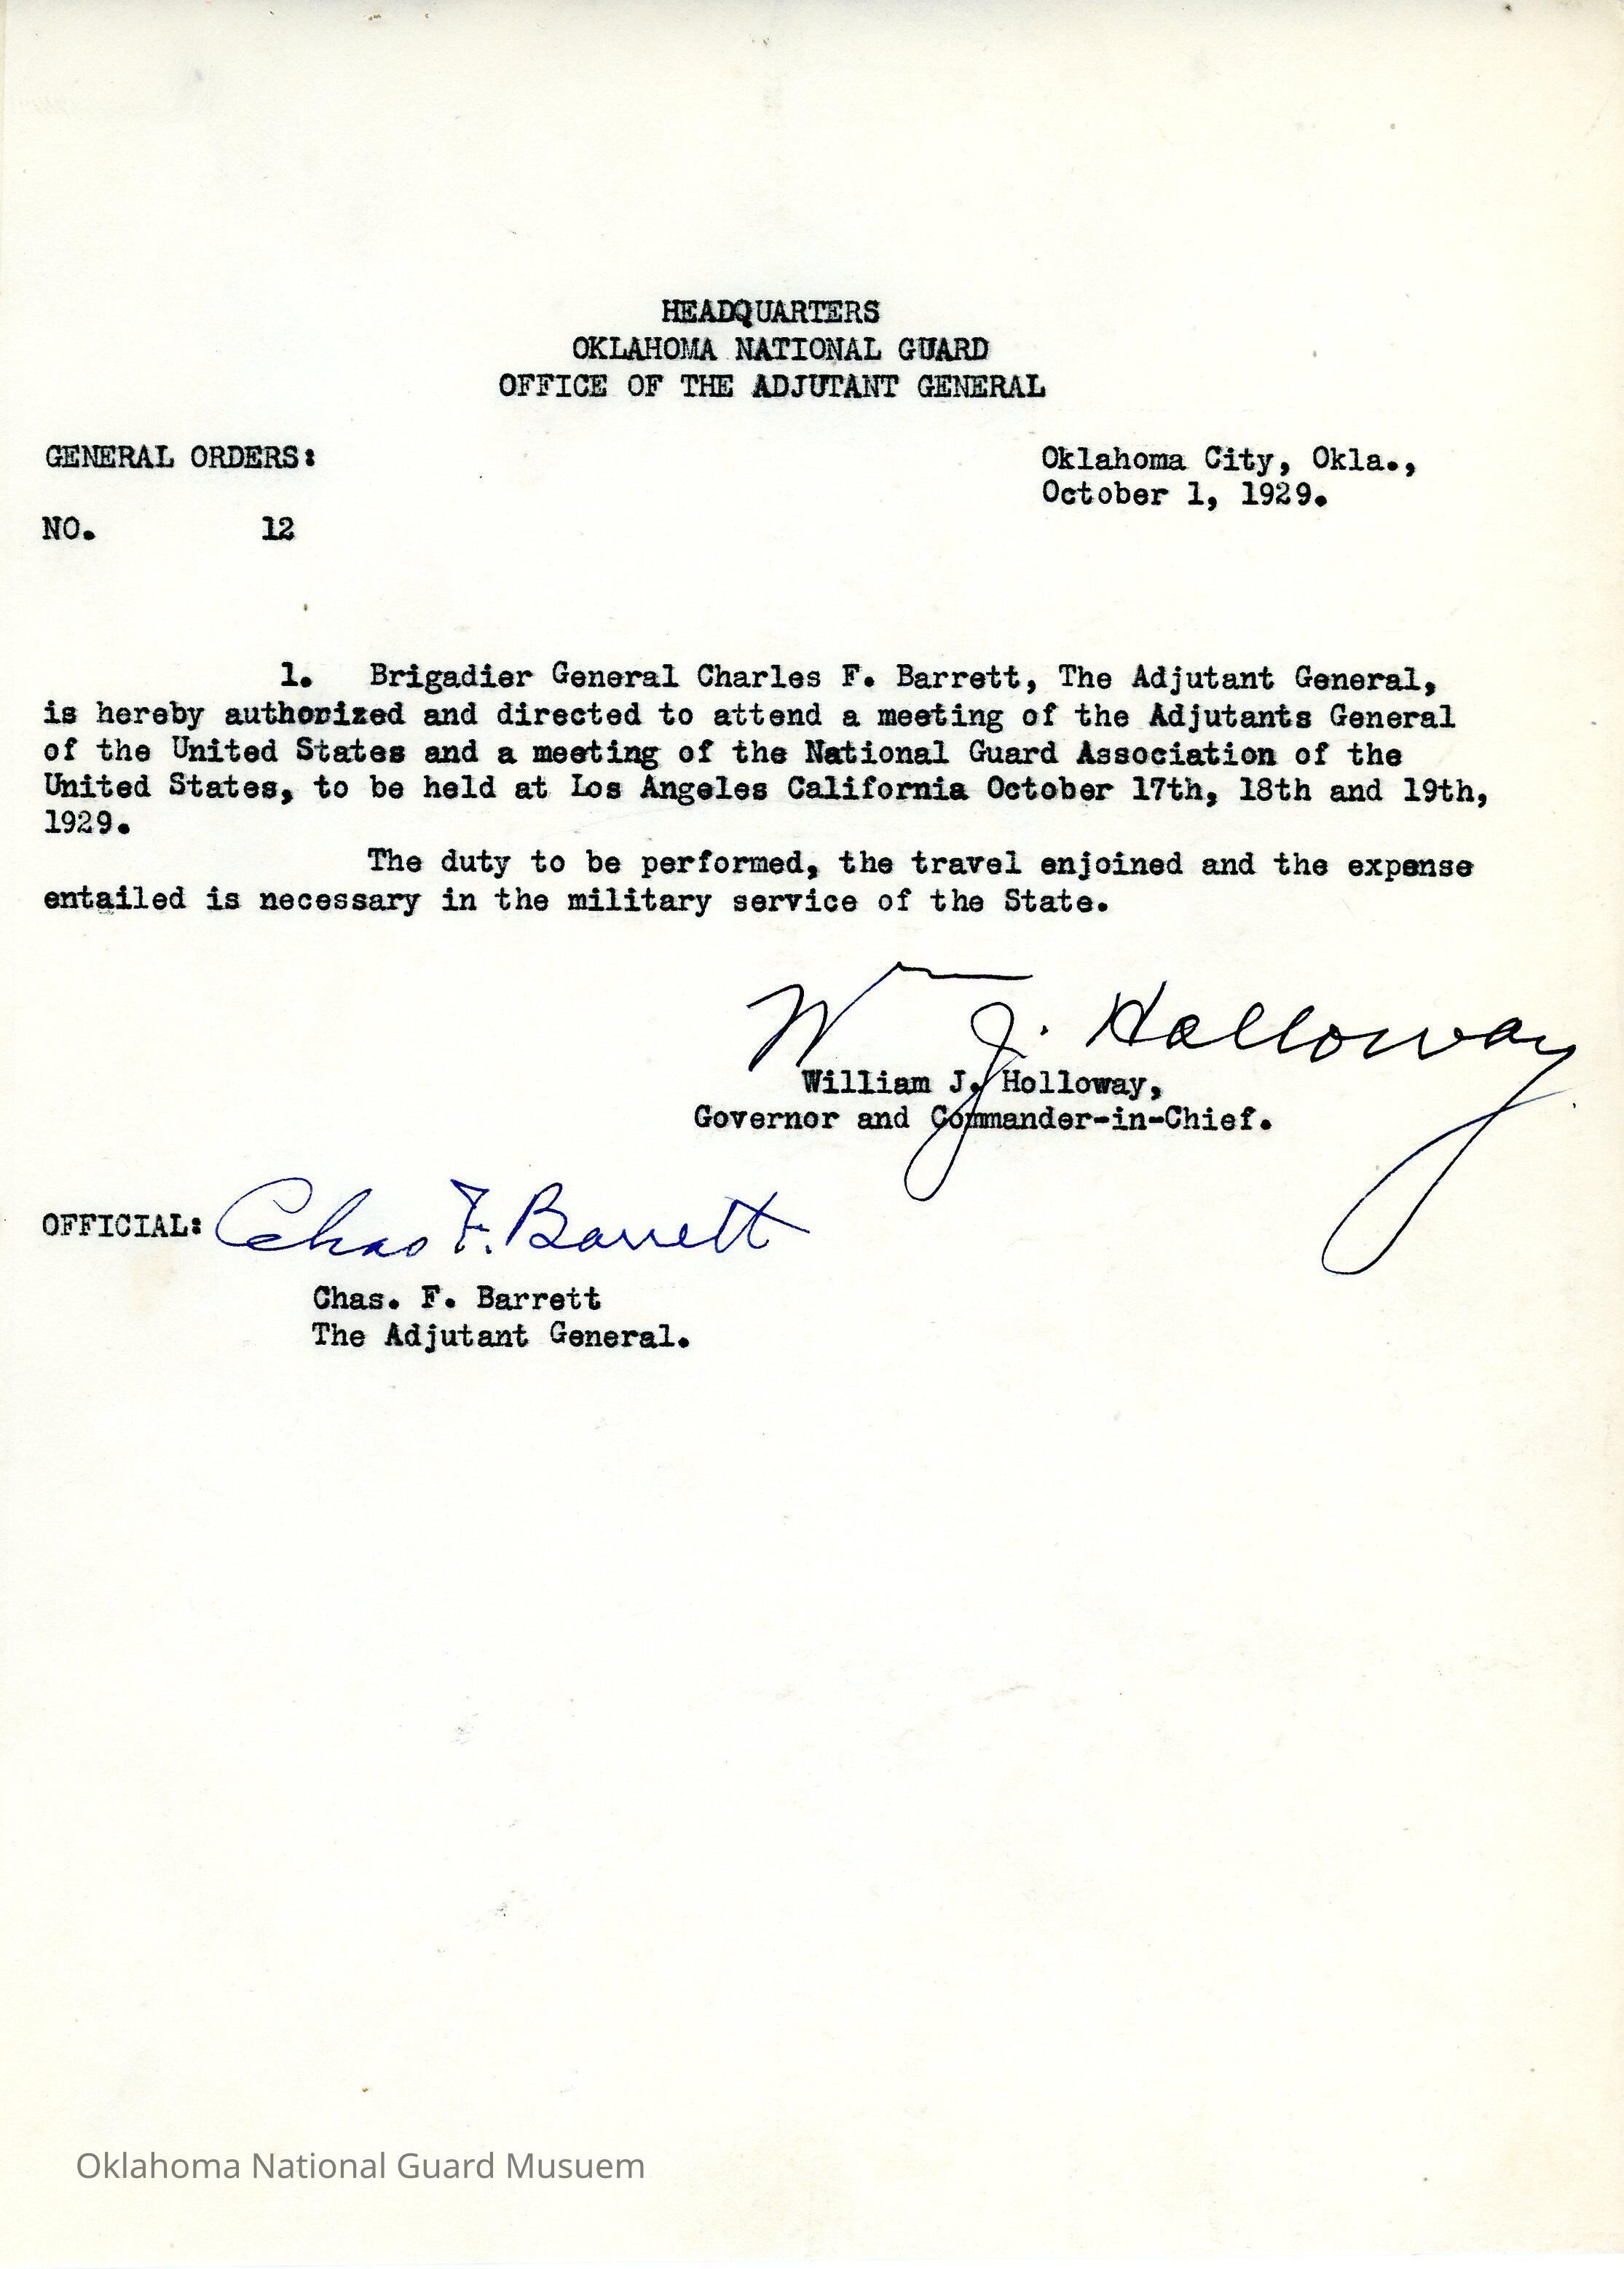 HEADQUARTERS
OKLAHOMA NATIONAL GUARD
OFFICE OF THE ADJUTANT GENERAL
GENERAL ORDERS:
Oklahoma City, Okla.,
October 1, 1929.
NO. 12
1. Brigadier General Charles F. Barrett, The Adjutant General,
is hereby authorized and directed to attend a meeting of the Adjutants General
of the United States and a meeting of the National Guard Association of the
United States, to be held at Los Angeles California October 17th, 18th and 19th,
1929.
The duty to be performed, the travel enjoined and the expense
entailed is necessary in the military service of the State.
Wm J. Holloway
William J. Holloway,
Governor and Commander-in-Chief.
OFFICIAL: Chas F. Barrett
Chas. F. Barrett
The Adjutant General.
Oklahoma National Guard Musuem